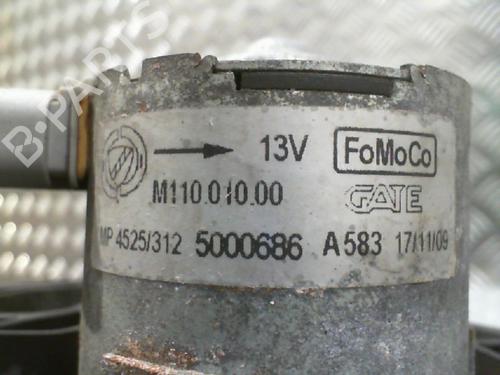 B-PARTS
13V FoMoCo
M110.010.00 GATE
MP 4525/312 5000686 A583 17/11/09